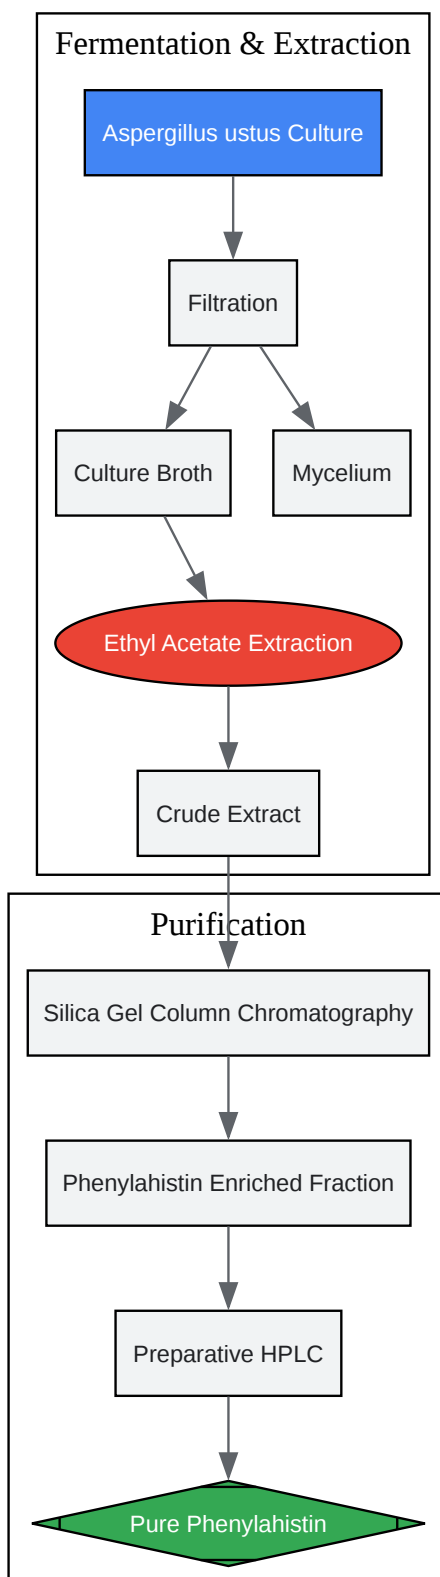 Fermentation & Extraction
Aspergillus ustus Culture
Filtration
Culture Broth
Mycelium
Ethyl Acetate Extraction
Crude Extract
Purification
Silica Gel Column Chromatography
Phenylahistin Enriched Fraction
Preparative HPLC
Pure Phenylahistin